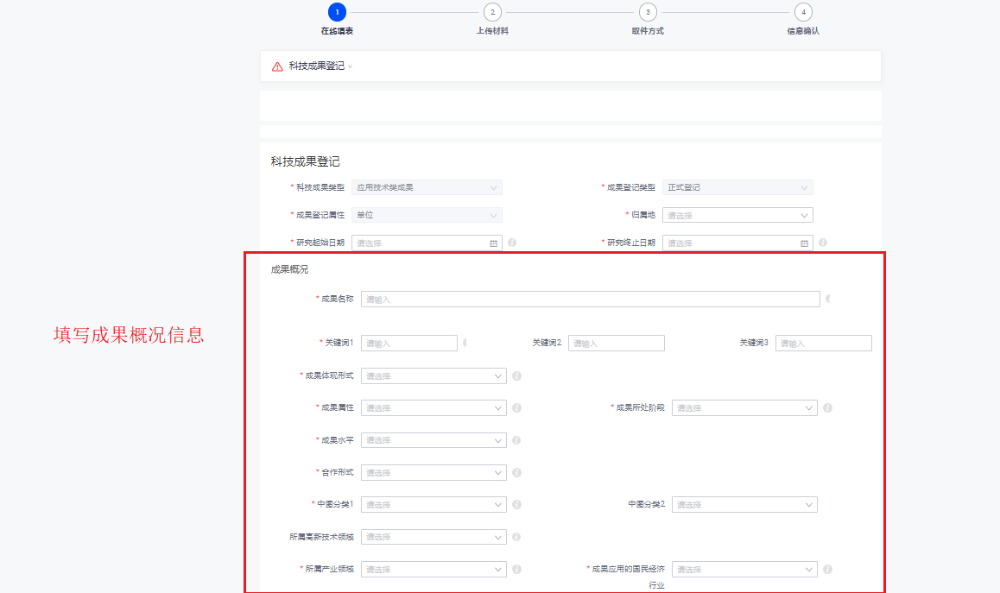 1 2 3 4
在线填表 上传材料 取件方式 信息确认
科技成果登记
科技成果登记
* 科技成果类型 应用技术类成果 * 成果登记类型 正式登记
* 成果登记属性 单位 * 归属地 请选择
* 研究起始日期 请选择 * 研究终止日期 请选择
成果概况
* 成果名称 请输入
填写成果概况信息
* 关键词1 请输入 关键词2 请输入 关键词3 请输入
* 成果体现形式 请选择
* 成果属性 请选择 * 成果所处阶段 请选择
* 成果水平 请选择
* 合作形式 请选择
* 中图分类1 请选择 中图分类2 请选择
所属高新技术领域 请选择
* 所属产业领域 请选择 * 成果应用的国民经济 请选择
行业